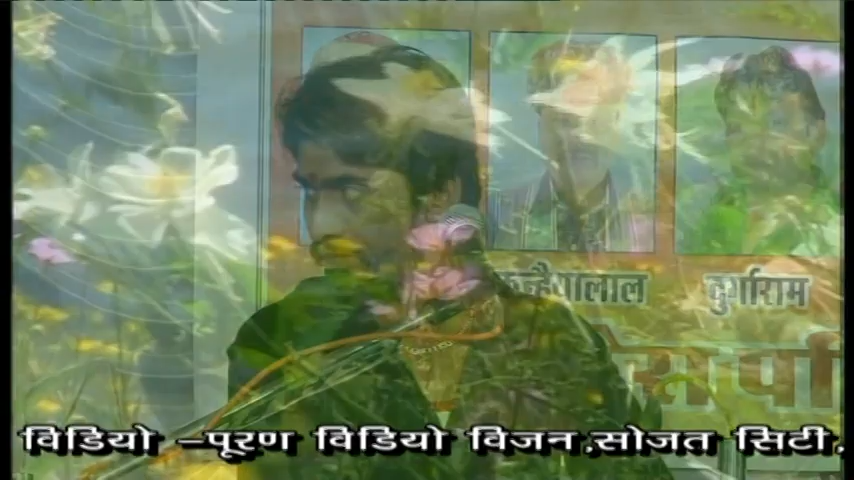 कन्हैयालाल दुर्गाराम
विडियो –पूरण विडियो विजन,सोजत सिटी,